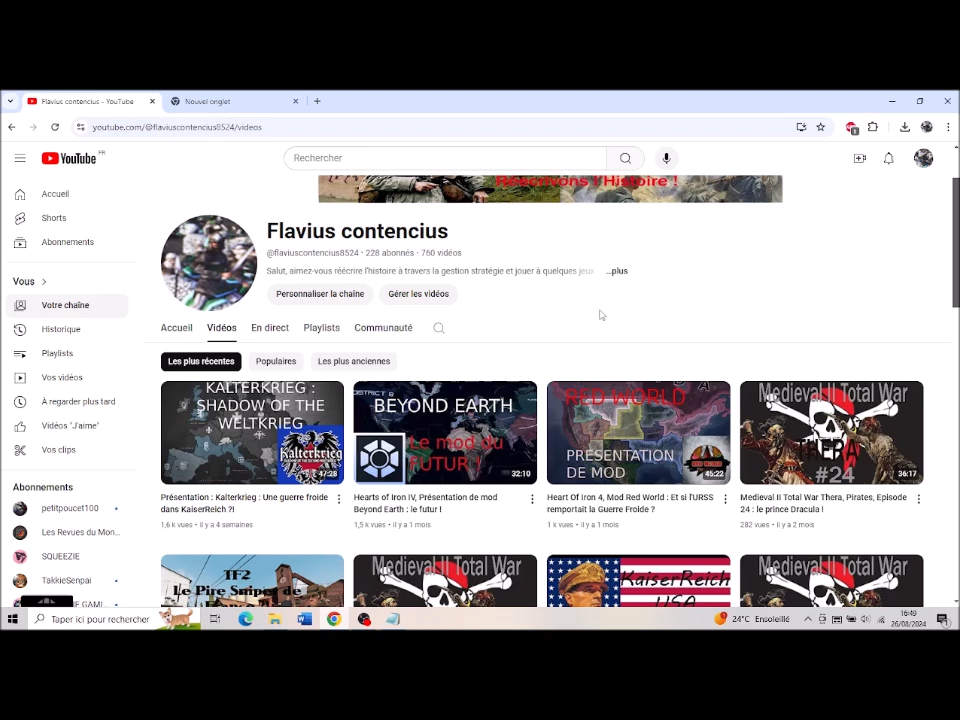 Flavius contencius - YouTube
Nouvel onglet
youtube.com/@flaviuscontencius8524/videos
YouTube FR
Rechercher
Réécrivons l'Histoire !
Accueil
Shorts
Abonnements
Vous
Votre chaîne
Historique
Playlists
Vos vidéos
À regarder plus tard
Vidéos "J'aime"
Vos clips
Abonnements
petitpoucet100
Les Revues du Mon...
SQUEEZIE
TakkieSenpai
Flavius contencius
@flaviuscontencius8524 · 228 abonnés · 760 vidéos
Salut, aimez-vous réécrire l'histoire à travers la gestion stratégie et jouer à quelques jeux ...plus
Personnaliser la chaîne
Gérer les vidéos
Accueil Vidéos En direct Playlists Communauté
Les plus récentes Populaires Les plus anciennes
KALTERKRIEG :
SHADOW OF THE
WELTKRIEG
Kalterkrieg
47:28
Présentation : Kalterkrieg : Une guerre froide
dans KaiserReich ?!
1,6 k vues · il y a 4 semaines
BEYOND EARTH
Le mod du
FUTUR !
32:10
Hearts of Iron IV, Présentation de mod
Beyond Earth : le futur !
1,5 k vues · il y a 1 mois
RED WORLD
PRESENTATION
DE MOD
RED WORLD
45:22
Heart Of Iron 4, Mod Red World : Et si l'URSS
remportait la Guerre Froide ?
1 k vues · il y a 1 mois
Medieval II Total War
THERA
#24
36:17
Medieval II Total War Thera, Pirates, Episode
24 : le prince Dracula !
282 vues · il y a 2 mois
TF2
Le Pire Sniper de
Medieval II Total War
KaiserReich
USA
Medieval II Total War
Taper ici pour rechercher
24°C Ensoleillé
16:49
26/08/2024